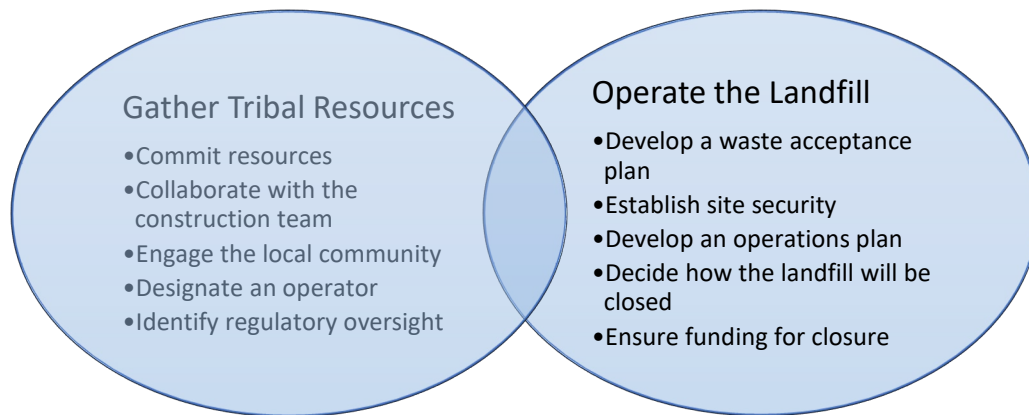 Gather Tribal Resources
•Commit resources
•Collaborate with the
construction team
•Engage the local community
•Designate an operator
•Identify regulatory oversight
Operate the Landfill
•Develop a waste acceptance
plan
•Establish site security
•Develop an operations plan
•Decide how the landfill will be
closed
•Ensure funding for closure